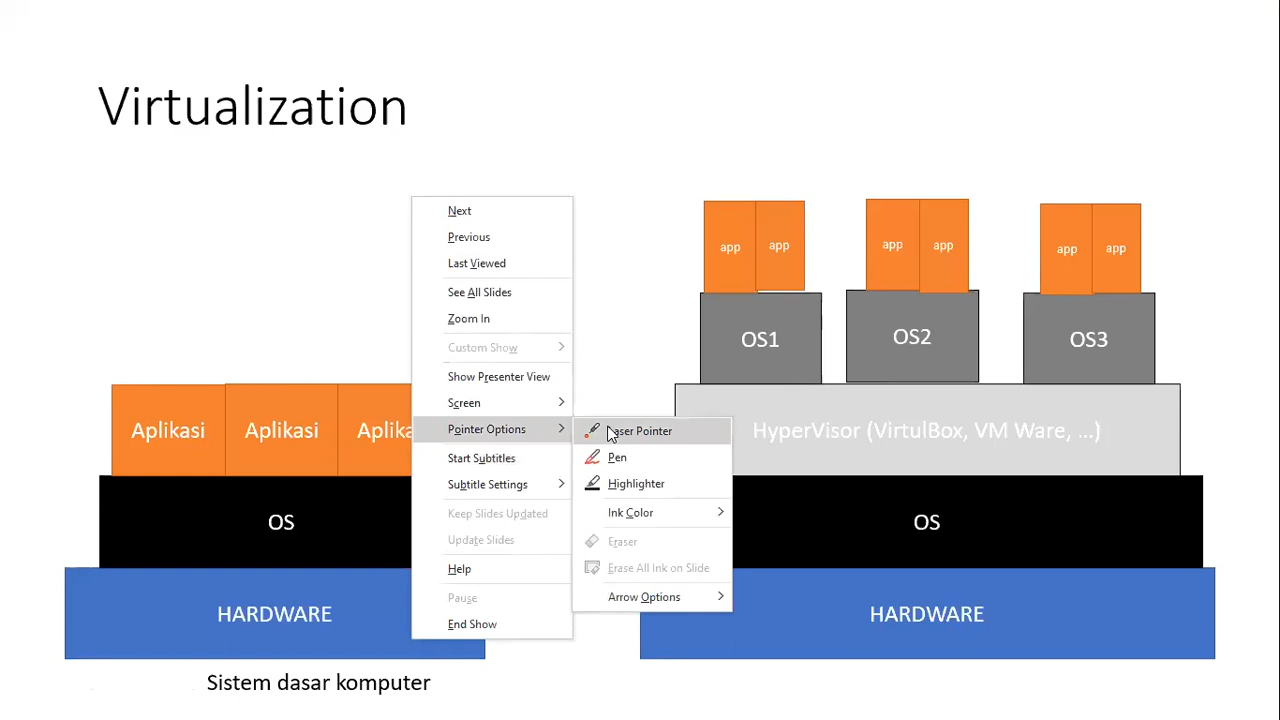 Virtualization
Next
Previous
Last Viewed
See All Slides
Zoom In
Custom Show
Show Presenter View
Screen
Pointer Options
Start Subtitles
Subtitle Settings
Keep Slides Updated
Update Slides
Help
Pause
End Show
Pointer
Pen
Highlighter
Ink Color
Eraser
Erase All Ink on Slide
Arrow Options
Aplikasi
Aplikasi
OS
HARDWARE
Sistem dasar komputer
app
app
app
app
app
app
OS1
OS2
OS3
HyperVisor (VirtulBox, VM Ware, ...)
OS
HARDWARE